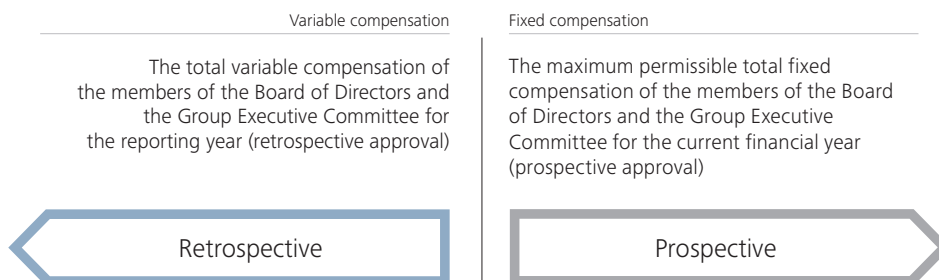 Variable compensation
The total variable compensation of
the members of the Board of Directors and
the Group Executive Committee for
the reporting year (retrospective approval)
Retrospective
Fixed compensation
The maximum permissible total fixed
compensation of the members of the Board
of Directors and the Group Executive
Committee for the current financial year
(prospective approval)
Prospective